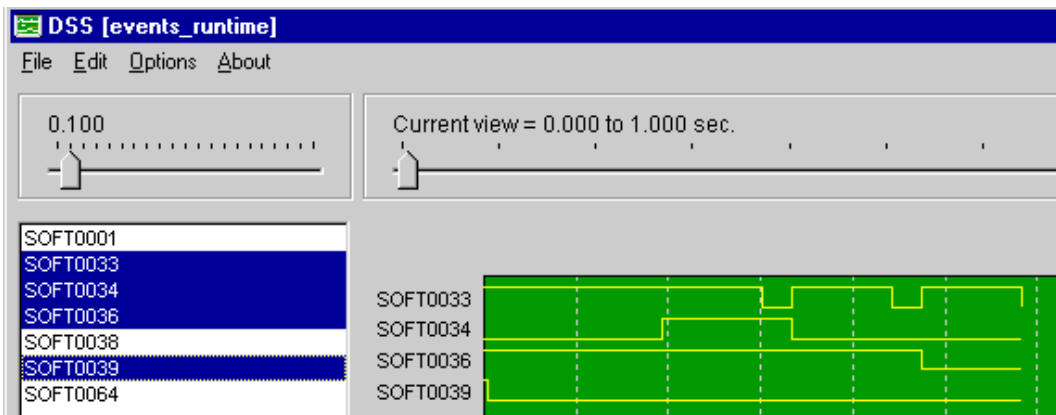 DSS [events_runtime]
File Edit Options About
0.100
Current view = 0.000 to 1.000 sec.
SOFT0001
SOFT0033
SOFT0034
SOFT0036
SOFT0038
SOFT0039
SOFT0064
SOFT0033
SOFT0034
SOFT0036
SOFT0039